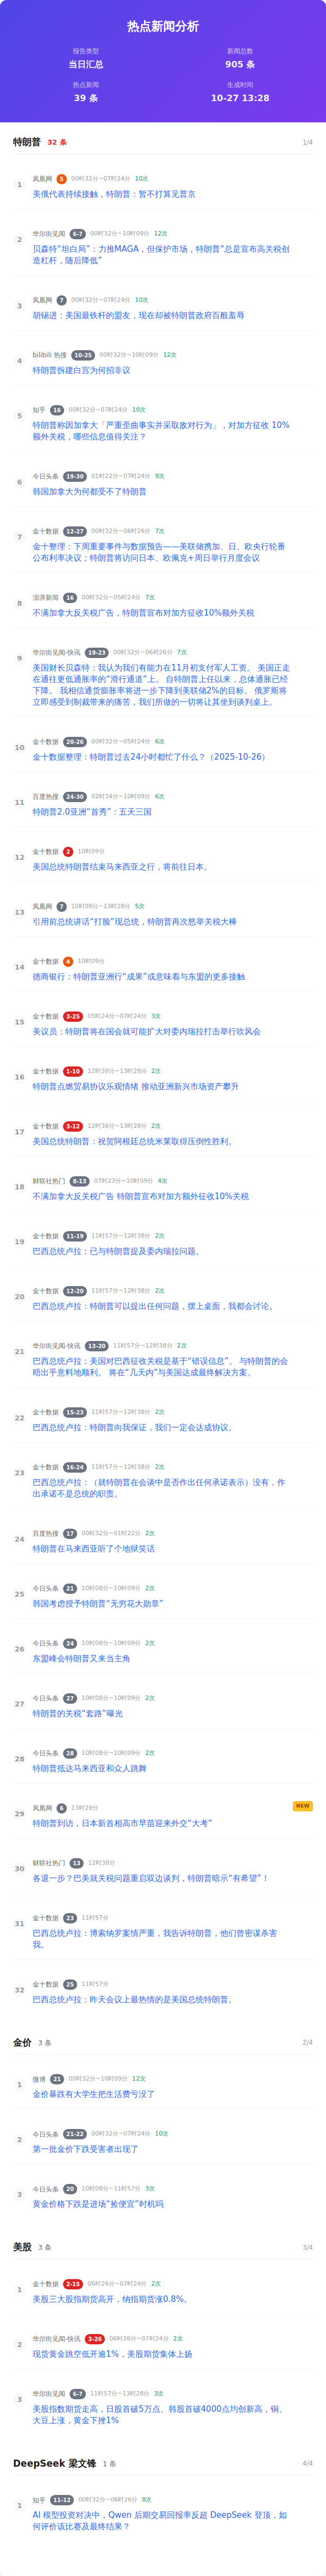 热点新闻分析
报告类型
当日汇总
新闻总数
905 条
热点新闻
39 条
生成时间
10-27 13:28
特朗普 32 条 1/4
1 凤凰网 5 00时32分~07时24分 10次
美俄代表持续接触，特朗普：暂不打算见普京
2 华尔街见闻 6-7 00时32分~10时09分 12次
贝森特“坦白局”：力推MAGA，但保护市场，特朗普“总是宣布高关税创
造杠杆，随后降低”
3 凤凰网 7 00时32分~07时24分 10次
胡锡进：美国最铁杆的盟友，现在却被特朗普政府百般羞辱
4 bilibili 热搜 10-25 00时32分~10时09分 12次
特朗普拆建白宫为何招非议
5 知乎 16 00时32分~07时24分 10次
特朗普称因加拿大「严重歪曲事实并采取敌对行为」，对加方征收 10%
额外关税，哪些信息值得关注？
6 今日头条 19-30 01时22分~07时24分 9次
韩国加拿大为何都受不了特朗普
7 金十数据 12-27 00时32分~06时26分 7次
金十整理：下周重要事件与数据预告——美联储携加、日、欧央行轮番
公布利率决议；特朗普将访问日本、欧佩克+周日举行月度会议
8 澎湃新闻 16 00时32分~05时24分 7次
不满加拿大反关税广告，特朗普宣布对加方征收10%额外关税
9 华尔街见闻-快讯 19-23 00时32分~06时26分 7次
美国财长贝森特：我认为我们有能力在11月初支付军人工资。 美国正走
在通往更低通胀率的“滑行通道”上。 自特朗普上任以来，总体通胀已经
下降。 我相信通货膨胀率将进一步下降到美联储2%的目标。 俄罗斯将
立即感受到制裁带来的痛苦，我们所做的一切将让其坐到谈判桌上。
10 金十数据 20-26 00时32分~05时24分 6次
金十数据整理：特朗普过去24小时都忙了什么？（2025-10-26）
11 百度热搜 24-30 02时34分~10时09分 6次
特朗普2.0亚洲“首秀”：五天三国
12 金十数据 2 10时09分
美国总统特朗普结束马来西亚之行，将前往日本。
13 凤凰网 7 10时08分~13时28分 5次
引用前总统讲话“打脸”现总统，特朗普再次怒举关税大棒
14 金十数据 4 10时09分
德商银行：特朗普亚洲行“成果”或意味着与东盟的更多接触
15 金十数据 3-25 05时24分~07时24分 3次
美议员：特朗普将在国会就可能扩大对委内瑞拉打击举行吹风会
16 金十数据 1-10 12时38分~13时28分 2次
特朗普点燃贸易协议乐观情绪 推动亚洲新兴市场资产攀升
17 金十数据 3-12 12时38分~13时28分 2次
美国总统特朗普：祝贺阿根廷总统米莱取得压倒性胜利。
18 财联社热门 8-13 07时23分~10时09分 4次
不满加拿大反关税广告 特朗普宣布对加方额外征收10%关税
19 金十数据 11-19 11时57分~12时38分 2次
巴西总统卢拉：已与特朗普提及委内瑞拉问题。
20 金十数据 12-20 11时57分~12时38分 2次
巴西总统卢拉：特朗普可以提出任何问题，摆上桌面，我都会讨论。
21 华尔街见闻-快讯 13-20 11时57分~12时38分 2次
巴西总统卢拉：美国对巴西征收关税是基于“错误信息”。 与特朗普的会
晤出乎意料地顺利。 将在“几天内”与美国达成最终解决方案。
22 金十数据 15-23 11时57分~12时38分 2次
巴西总统卢拉：特朗普向我保证，我们一定会达成协议。
23 金十数据 16-24 11时57分~12时38分 2次
巴西总统卢拉：（就特朗普在会谈中是否作出任何承诺表示）没有，作
出承诺不是总统的职责。
24 百度热搜 17 00时32分~01时22分 2次
特朗普在马来西亚听了个地狱笑话
25 今日头条 21 10时08分~10时09分 2次
韩国考虑授予特朗普“无穷花大勋章”
26 今日头条 24 10时08分~10时09分 2次
东盟峰会特朗普又来当主角
27 今日头条 27 10时08分~10时09分 2次
特朗普的关税“套路”曝光
28 今日头条 28 10时08分~10时09分 2次
特朗普抵达马来西亚和众人跳舞
29 凤凰网 6 13时28分 NEW
特朗普到访，日本新首相高市早苗迎来外交“大考”
30 财联社热门 13 12时38分
各退一步？巴美就关税问题重启双边谈判，特朗普暗示“有希望”！
31 金十数据 23 11时57分
巴西总统卢拉：博索纳罗案情严重，我告诉特朗普，他们曾密谋杀害
我。
32 金十数据 25 11时57分
巴西总统卢拉：昨天会议上最热情的是美国总统特朗普。
金价 3 条 2/4
1 微博 21 00时32分~10时09分 12次
金价暴跌有大学生把生活费亏没了
2 今日头条 21-22 00时32分~07时24分 10次
第一批金价下跌受害者出现了
3 今日头条 20 10时08分~11时57分 3次
黄金价格下跌是进场“捡便宜”时机吗
美股 3 条 3/4
1 金十数据 2-15 06时26分~07时24分 2次
美股三大股指期货高开，纳指期货涨0.8%。
2 华尔街见闻-快讯 3-26 06时26分~07时24分 2次
现货黄金跳空低开逾1%，美股期货集体上扬
3 华尔街见闻 6-7 11时57分~13时28分 3次
美股指数期货走高，日股首破5万点、韩股首破4000点均创新高，铜、
大豆上涨，黄金下挫1%
DeepSeek 梁文锋 1 条 4/4
1 知乎 11-12 00时32分~06时26分 8次
AI 模型投资对决中，Qwen 后期交易回报率反超 DeepSeek 登顶，如
何评价该比赛及最终结果？